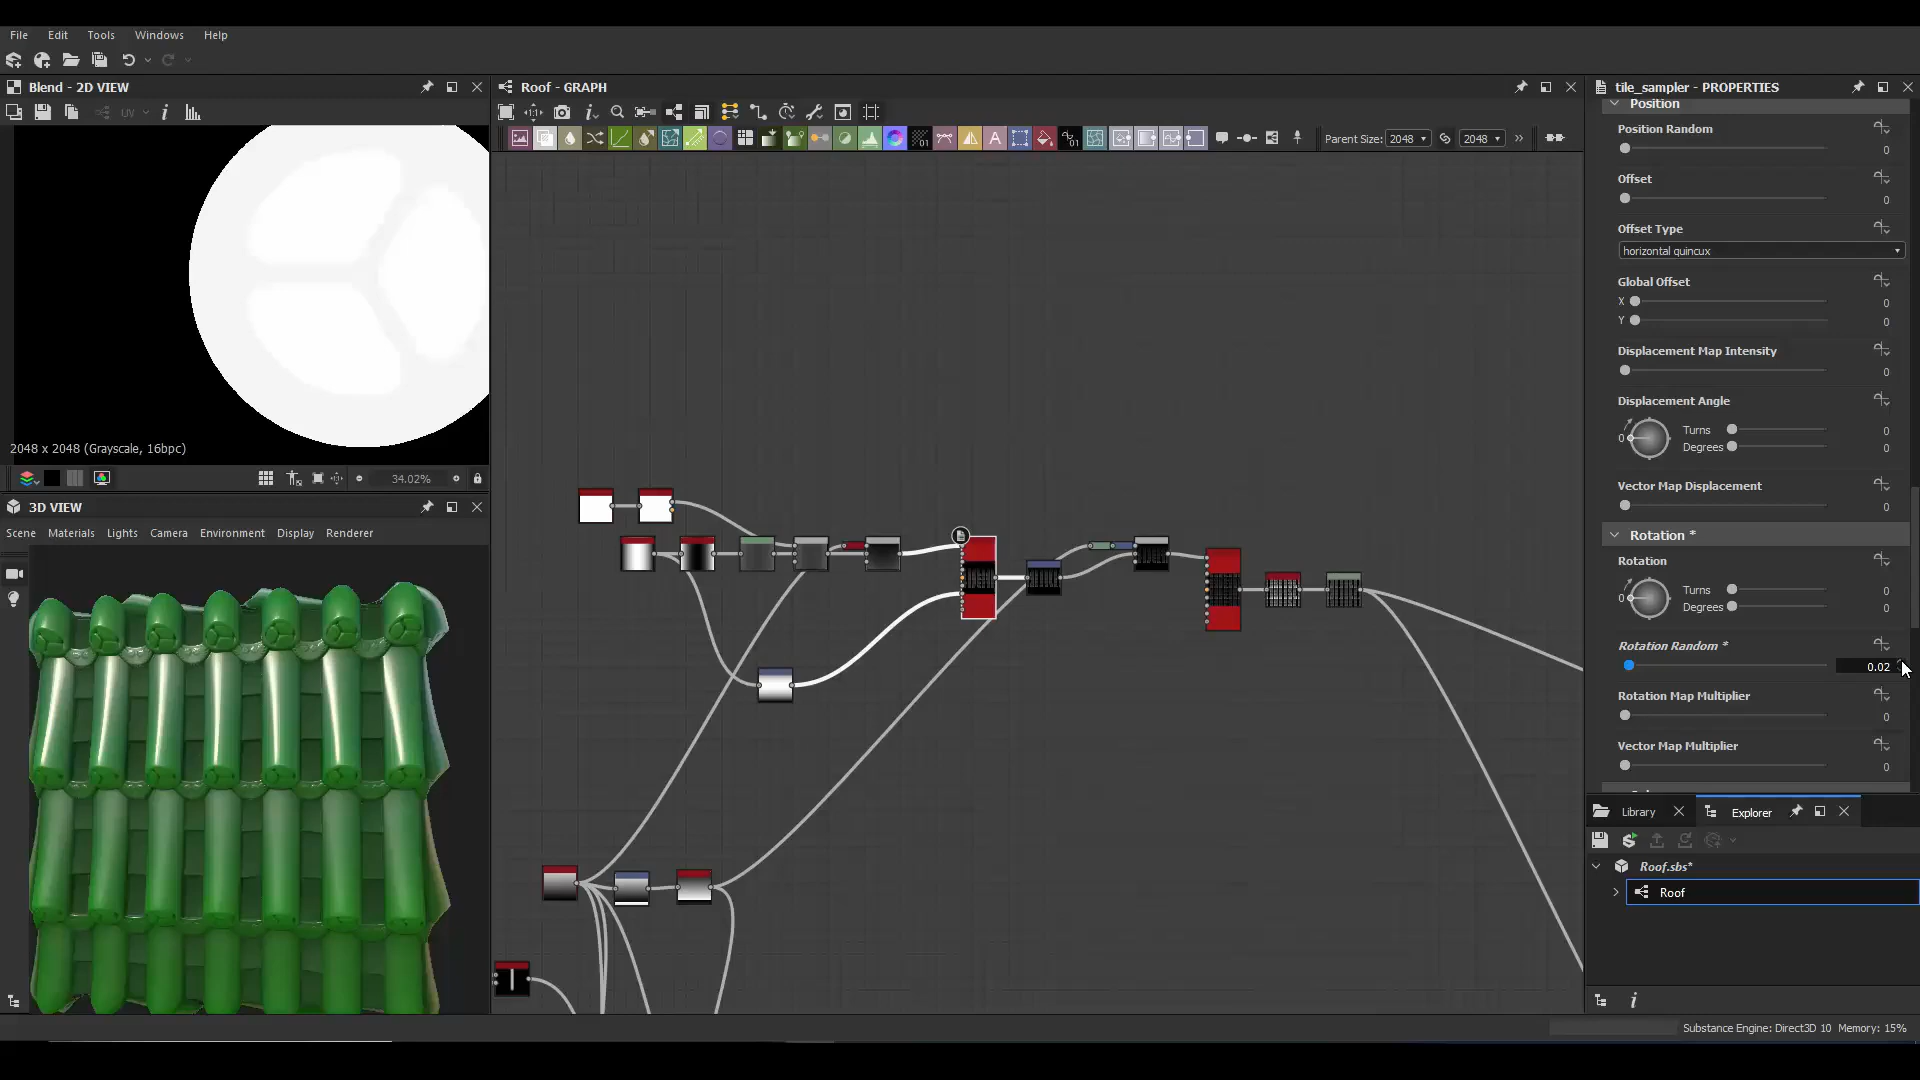 File Edit Tools Windows Help
Blend - 2D VIEW
UV
2048 x 2048 (Grayscale, 16bpc)
34.02%
3D VIEW
Scene Materials Lights Camera Environment Display Renderer
Roof - GRAPH
Parent Size: 2048 2048
tile_sampler - PROPERTIES
Position
Position Random
0
Offset
0
Offset Type
horizontal quincux
Global Offset
X 0
Y 0
Displacement Map Intensity
0
Displacement Angle
0 Turns 0
Degrees 0
Vector Map Displacement
0
Rotation *
Rotation
0 Turns 0
Degrees 0
Rotation Random *
0.02
Rotation Map Multiplier
0
Vector Map Multiplier
0
Library Explorer
Roof.sbs*
Roof
Substance Engine: Direct3D 10 Memory: 15%